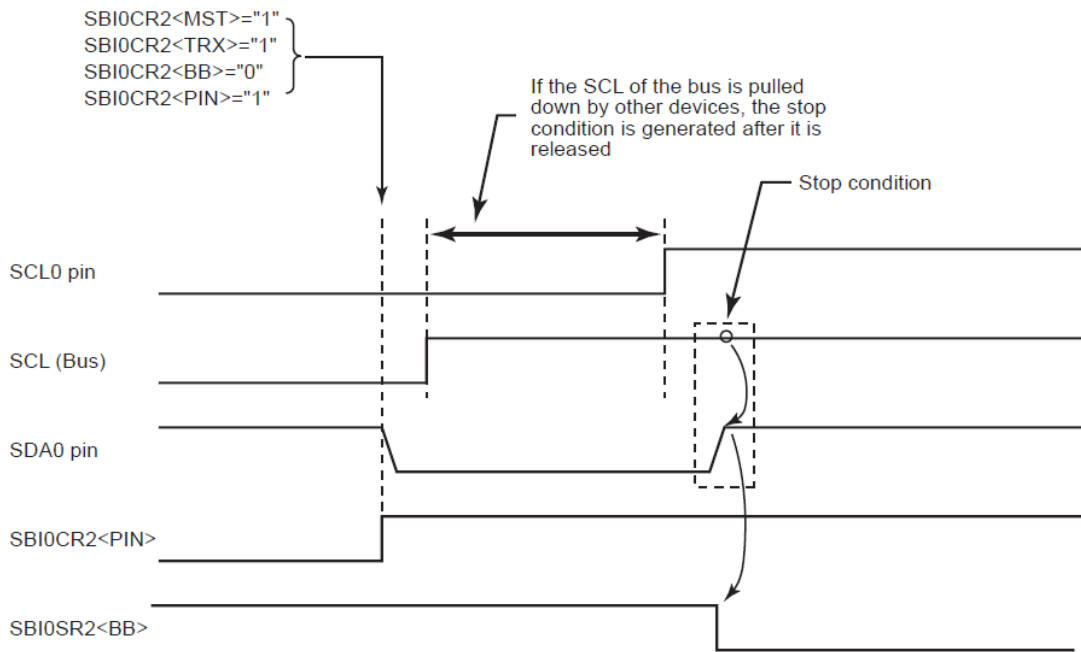 SBI0CR2<MST>="1"
SBI0CR2<TRX>="1"
SBI0CR2<BB>="0"
SBI0CR2<PIN>="1"
If the SCL of the bus is pulled
down by other devices, the stop
condition is generated after it is
released
Stop condition
SCL0 pin
SCL (Bus)
SDA0 pin
SBI0CR2<PIN>
SBI0SR2<BB>